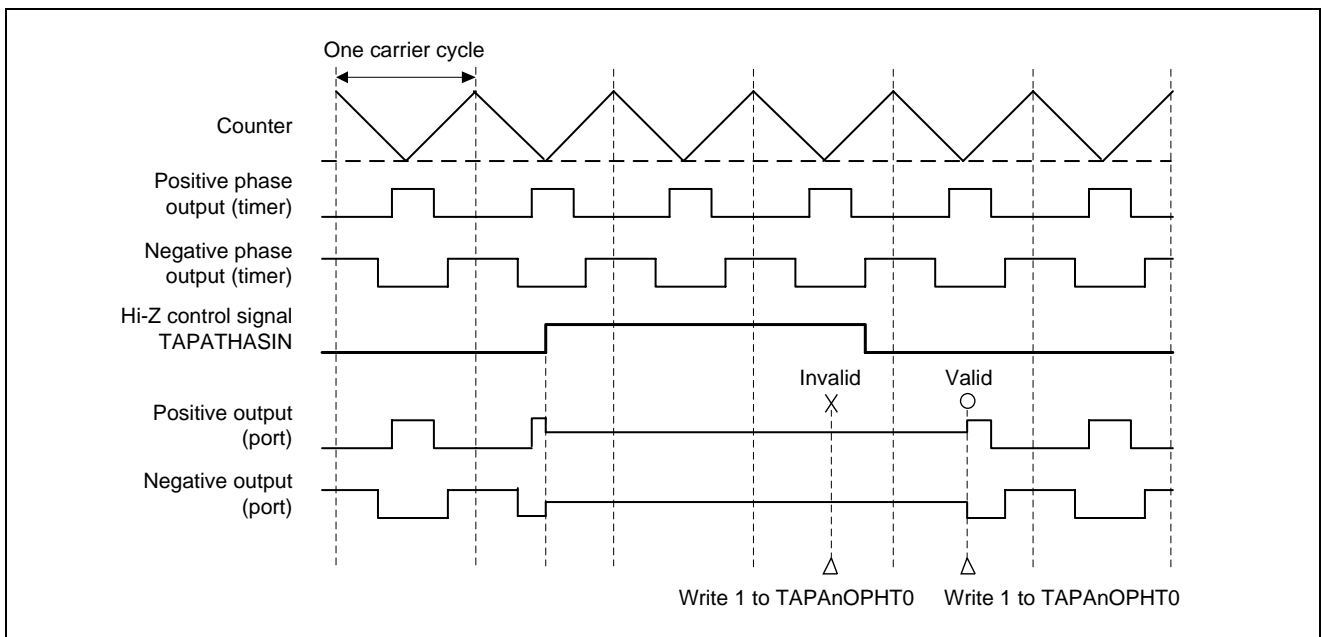 One carrier cycle
Counter
Positive phase
output (timer)
Negative phase
output (timer)
Hi-Z control signal
TAPATHASIN
Invalid Valid
Positive output
(port)
Negative output
(port)
Write 1 to TAPAnOPHT0 Write 1 to TAPAnOPHT0